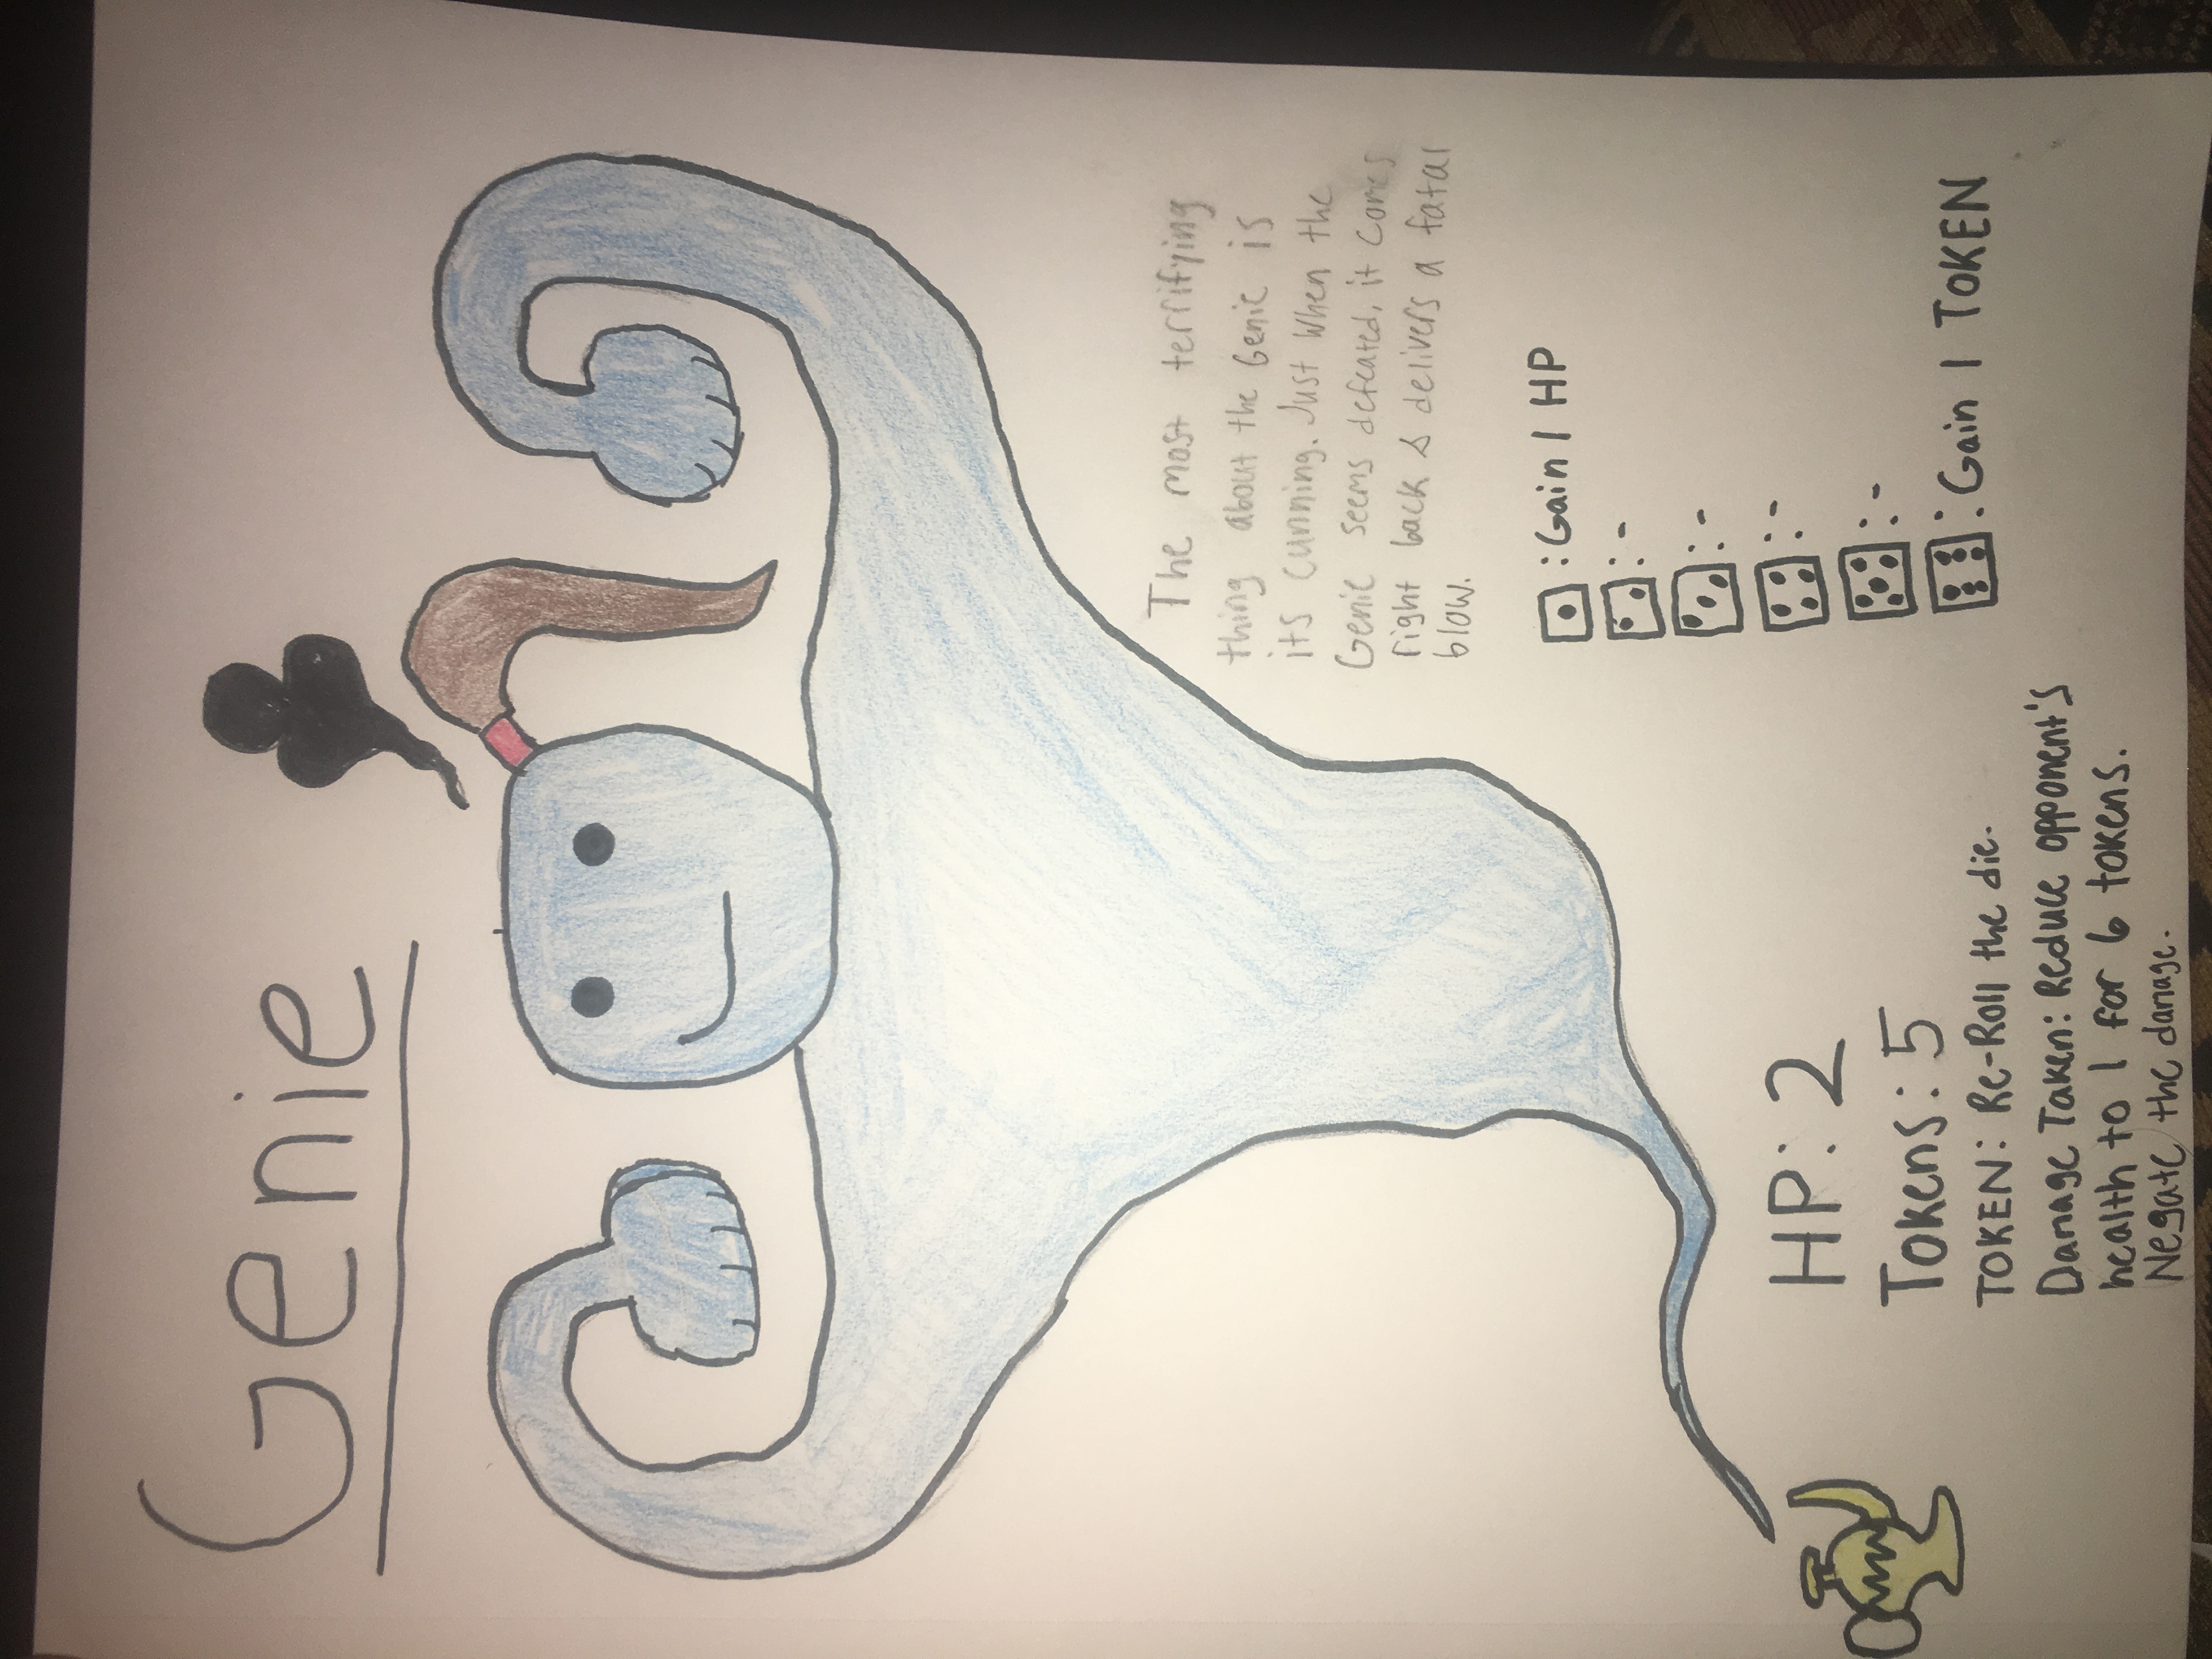 Genie
The most terrifying
thing about the Genie is
its cunning. Just when the
Genie seems defeated, it comes
right back & delivers a fatal
blow.
: Gain 1 HP
: -
: -
: -
: -
: Gain 1 TOKEN
HP: 2
Tokens: 5
TOKEN: Re-Roll the die.
Damage Taken: Reduce opponent's
health to 1 for 6 tokens.
Negate the damage.